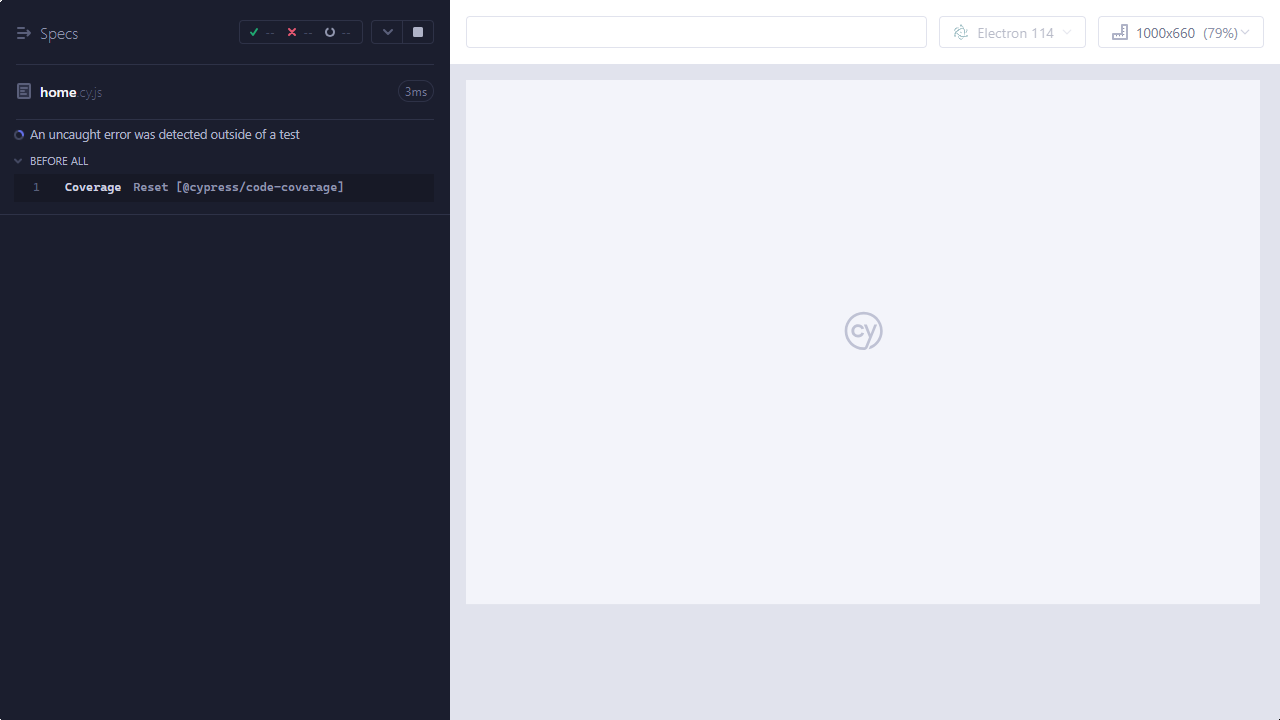 Specs
--
--
--
home.cy.js
3ms
An uncaught error was detected outside of a test
BEFORE ALL
1 Coverage Reset [@cypress/code-coverage]
Electron 114
1000x660 (79%)
cy